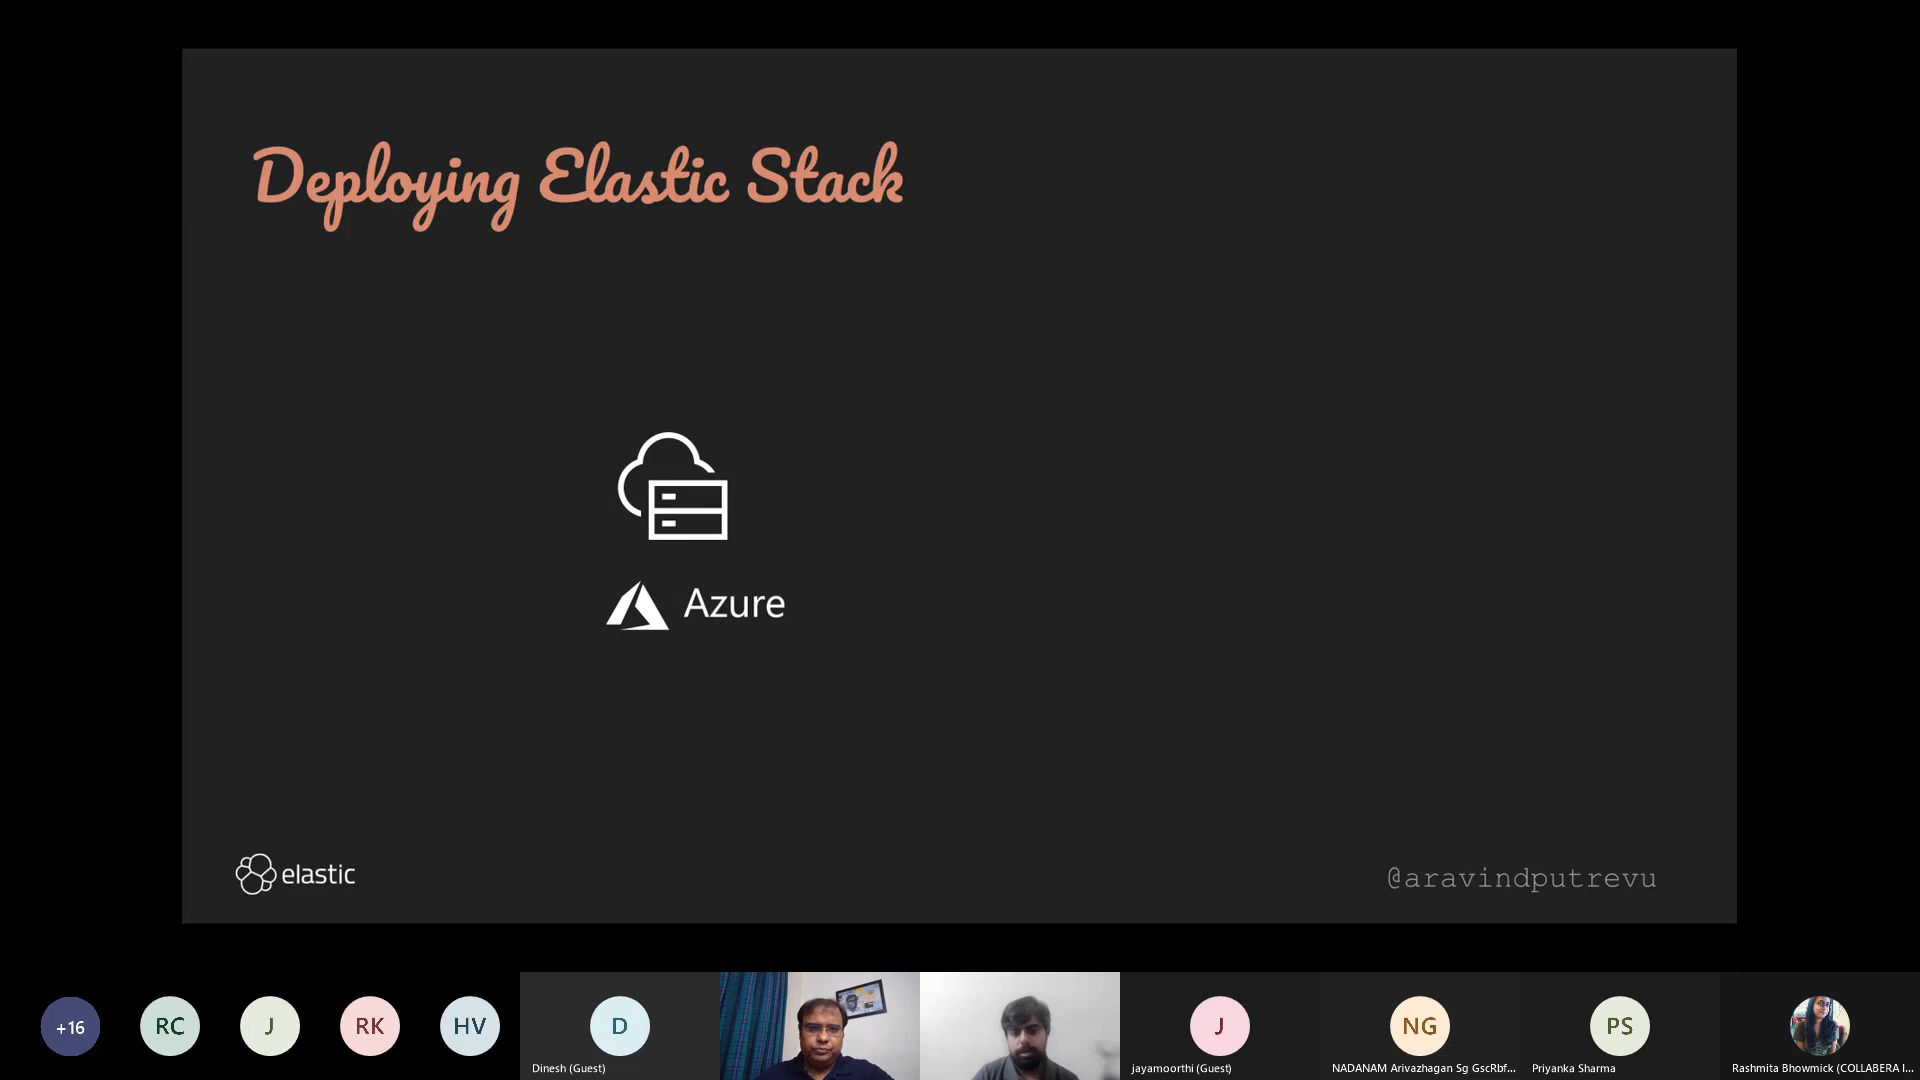 Deploying Elastic Stack
Azure
elastic
@aravindputrevu
+16
RC
J
RK
HV
D
Dinesh (Guest)
J
jayamoorthi (Guest)
NG
NADANAM Arivazhagan Sg GscRbf...
PS
Priyanka Sharma
Rashmita Bhowmick (COLLABERA I...